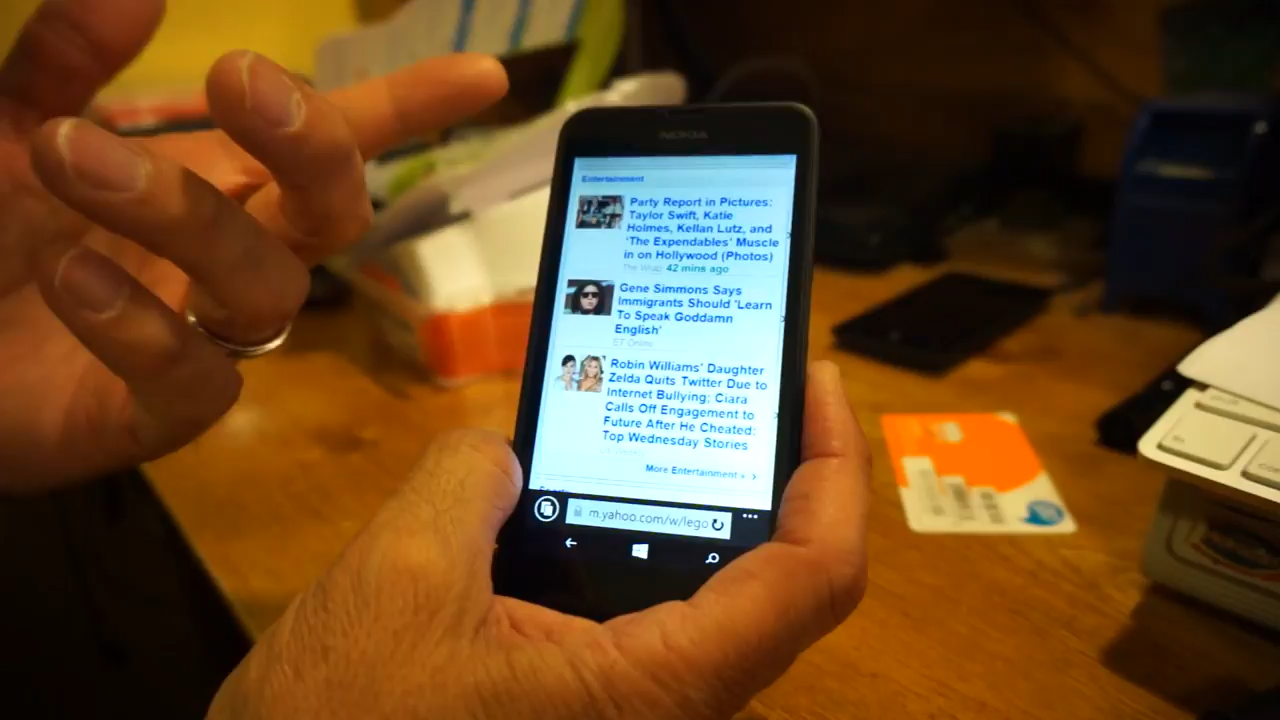 NOKIA
Entertainment
Party Report in Pictures:
Taylor Swift, Katie
Holmes, Kellan Lutz, and
'The Expendables' Muscle
in on Hollywood (Photos)
The Wrap 42 mins ago
Gene Simmons Says
Immigrants Should 'Learn
To Speak Goddamn
English'
ET Online
Robin Williams' Daughter
Zelda Quits Twitter Due to
Internet Bullying; Ciara
Calls Off Engagement to
Future After He Cheated:
Top Wednesday Stories
More Entertainment »
m.yahoo.com/w/lego